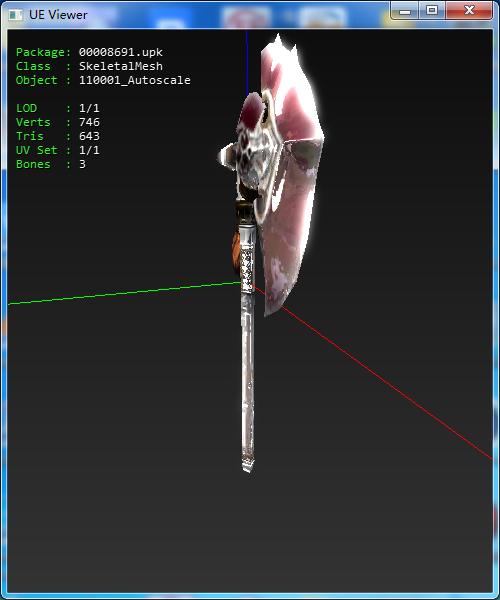 UE Viewer
Package: 00008691.upk
Class : SkeletalMesh
Object : 110001_Autoscale
LOD : 1/1
Verts : 746
Tris : 643
UV Set : 1/1
Bones : 3